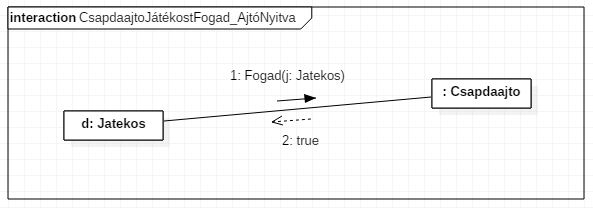 interaction CsapdaajtoJátékostFogad_AjtóNyitva
1: Fogad(j: Jatekos)
: Csapdaajto
d: Jatekos
2: true